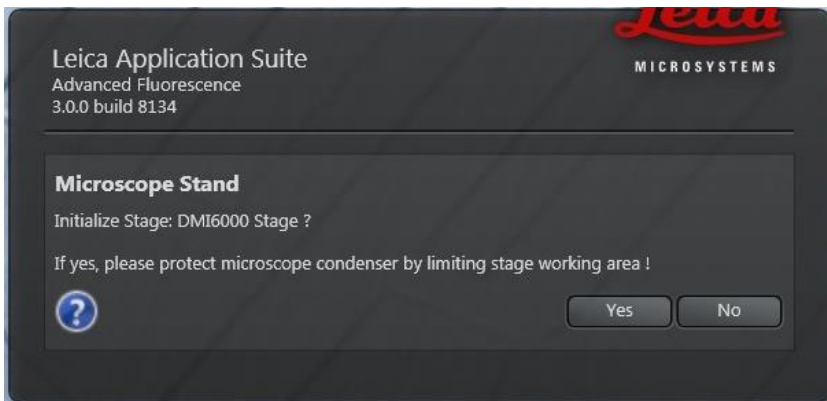 Leica
Leica Application Suite
MICROSYSTEMS
Advanced Fluorescence
3.0.0 build 8134
Microscope Stand
Initialize Stage: DMI6000 Stage ?
If yes, please protect microscope condenser by limiting stage working area !
?
Yes
No